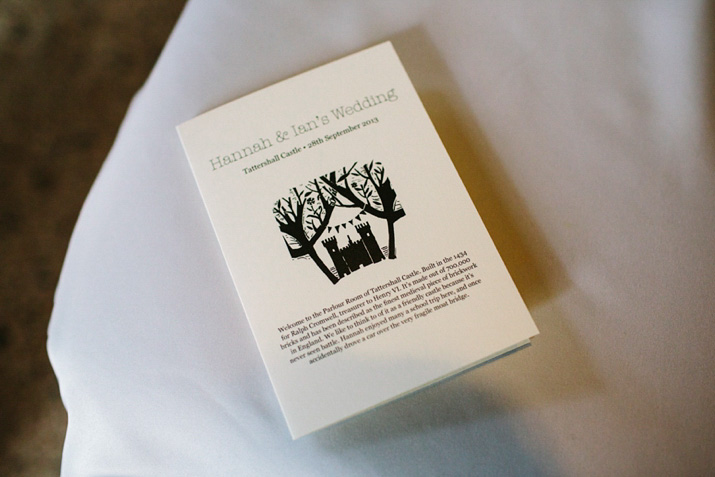 Hannah & Ian's Wedding
Tattershall Castle • 28th September 2013
Welcome to the Parlour Room of Tattershall Castle. Built in the 1434
for Ralph Cromwell, treasurer to Henry VI. It's made out of 700,000
bricks and has been described as the finest medieval piece of brickwork
in England. We like to think to of it as a friendly castle because it's
never seen battle. Hannah enjoyed many a school trip here, and once
accidentally drove a car over the very fragile moat bridge.